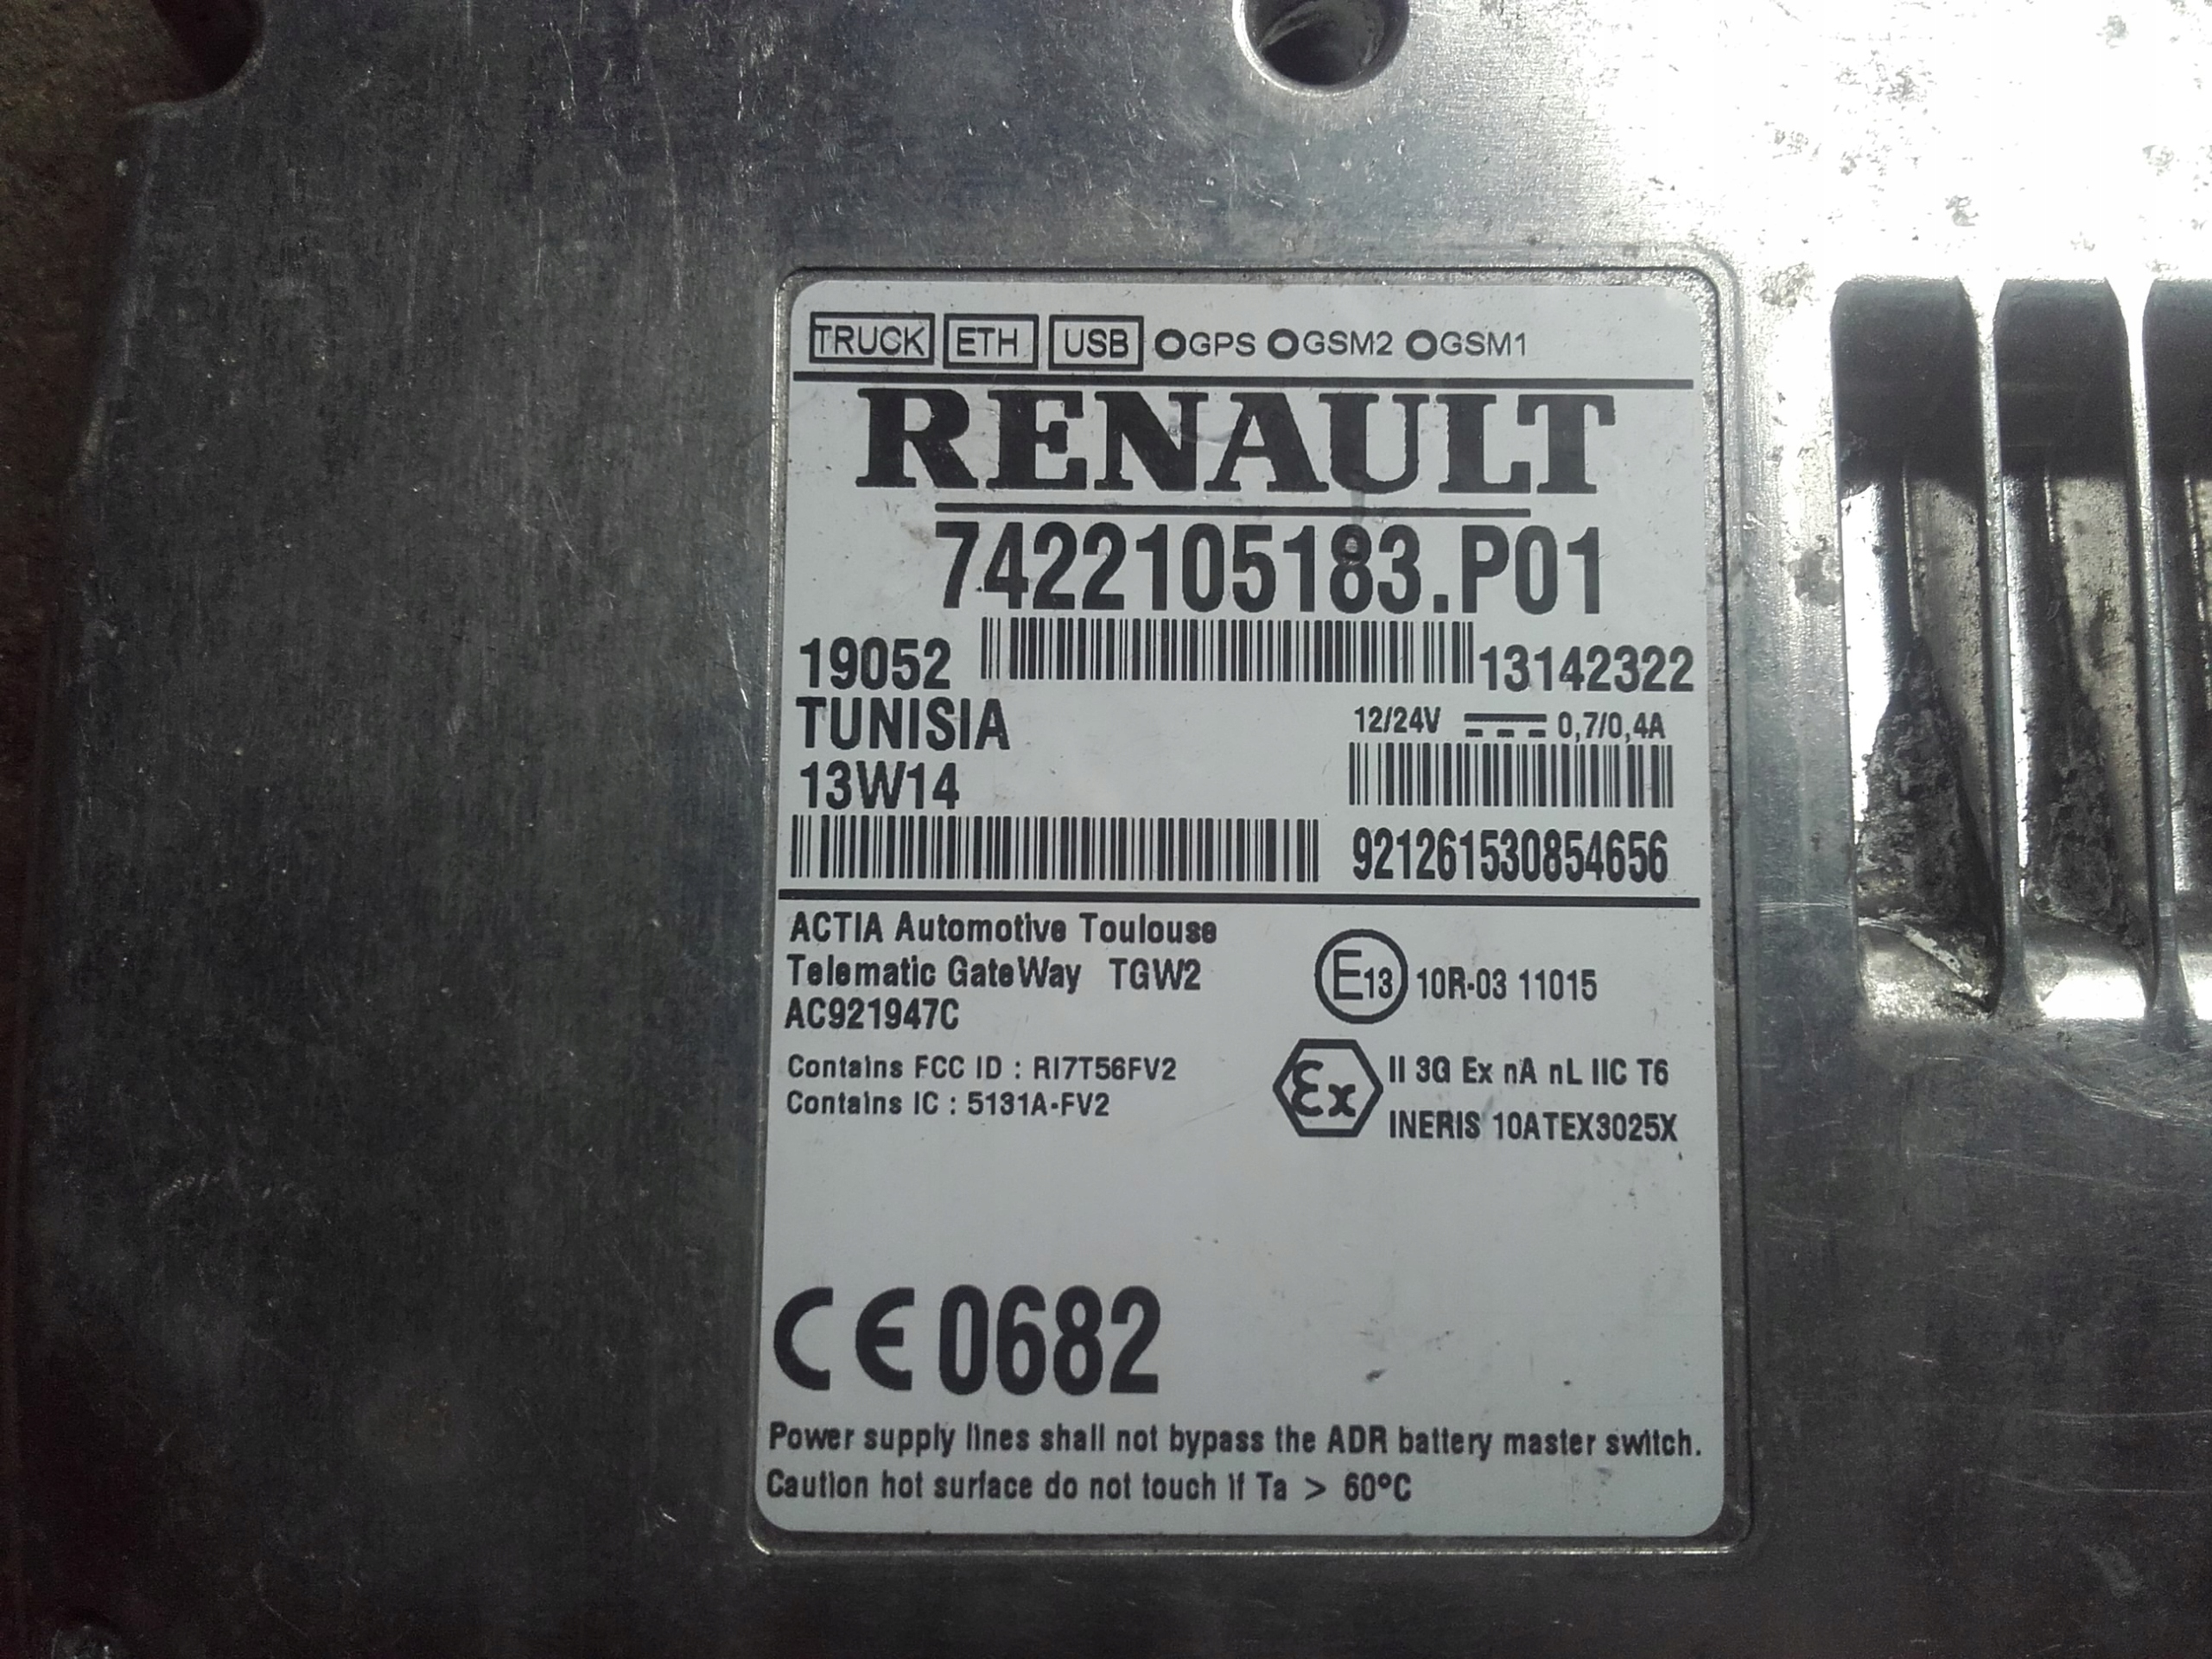 TRUCK ETH USB GPS GSM2 GSM1
RENAULT
7422105183.P01
19052 13142322
TUNISIA
12/24V 0,7/0,4A
13W14
921261530854656
ACTIA Automotive Toulouse
Telematic GateWay TGW2
AC921947C
E13 10R-03 11015
Contains FCC ID : RI7T56FV2
Contains IC : 5131A-FV2
Ex II 3G Ex nA nL IIC T6
INERIS 10ATEX3025X
CE 0682
Power supply lines shall not bypass the ADR battery master switch.
Caution hot surface do not touch if Ta > 60°C